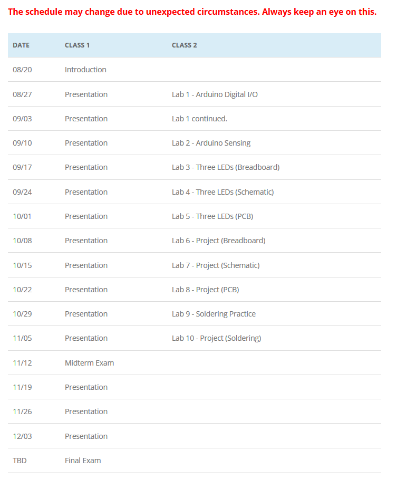 The schedule may change due to unexpected circumstances. Always keep an eye on this.
DATE CLASS 1 CLASS 2
08/20 Introduction
08/27 Presentation Lab 1 - Arduino Digital I/O
09/03 Presentation Lab 1 continued.
09/10 Presentation Lab 2 - Arduino Sensing
09/17 Presentation Lab 3 - Three LEDs (Breadboard)
09/24 Presentation Lab 4 - Three LEDs (Schematic)
10/01 Presentation Lab 5 - Three LEDs (PCB)
10/08 Presentation Lab 6 - Project (Breadboard)
10/15 Presentation Lab 7 - Project (Schematic)
10/22 Presentation Lab 8 - Project (PCB)
10/29 Presentation Lab 9 - Soldering Practice
11/05 Presentation Lab 10 - Project (Soldering)
11/12 Midterm Exam
11/19 Presentation
11/26 Presentation
12/03 Presentation
TBD Final Exam